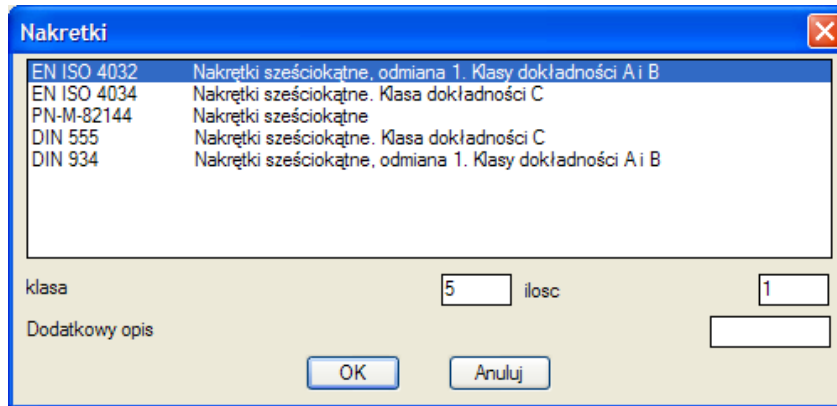 Nakretki
EN ISO 4032 Nakrętki sześciokątne, odmiana 1. Klasy dokładności A i B
EN ISO 4034 Nakrętki sześciokątne. Klasa dokładności C
PN-M-82144 Nakrętki sześciokątne
DIN 555 Nakrętki sześciokątne. Klasa dokładności C
DIN 934 Nakrętki sześciokątne, odmiana 1. Klasy dokładności A i B
klasa 5 ilosc 1
Dodatkowy opis
OK Anuluj